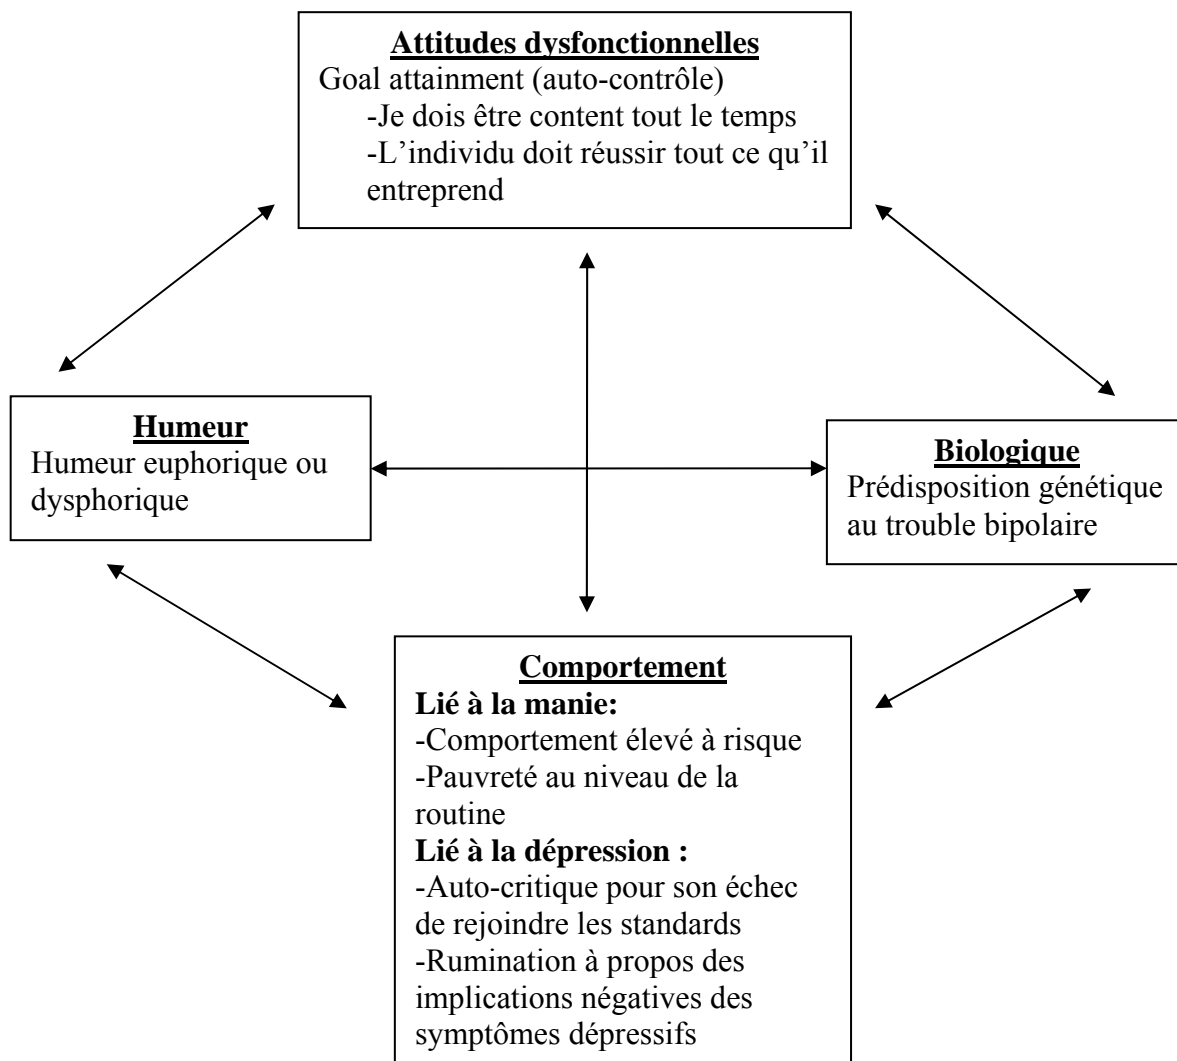 Attitudes dysfonctionnelles
Goal attainment (auto-contrôle)
-Je dois être content tout le temps
-L’individu doit réussir tout ce qu’il
entreprend
Humeur
Humeur euphorique ou
dysphorique
Biologique
Prédisposition génétique
au trouble bipolaire
Comportement
Lié à la manie:
-Comportement élevé à risque
-Pauvreté au niveau de la
routine
Lié à la dépression :
-Auto-critique pour son échec
de rejoindre les standards
-Rumination à propos des
implications négatives des
symptômes dépressifs